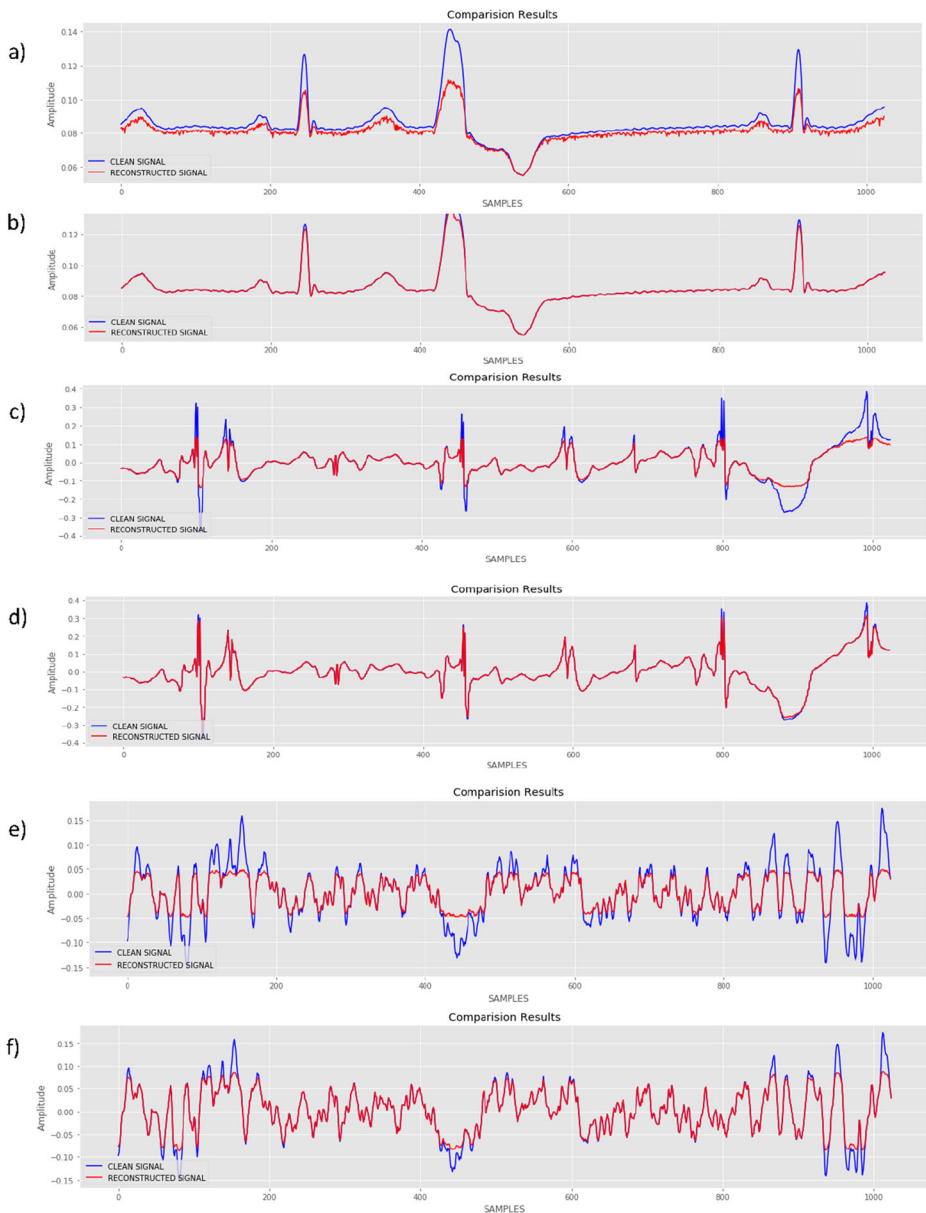 a)
Comparision Results
Amplitude
0.14
0.12
0.10
0.08
0.06
CLEAN SIGNAL
RECONSTRUCTED SIGNAL
0 200 400 600 800 1000
SAMPLES
b)
Amplitude
0.12
0.10
0.08
0.06
CLEAN SIGNAL
RECONSTRUCTED SIGNAL
0 200 400 600 800 1000
SAMPLES
c)
Comparision Results
Amplitude
0.4
0.3
0.2
0.1
0.0
−0.1
−0.2
−0.3
−0.4
CLEAN SIGNAL
RECONSTRUCTED SIGNAL
0 200 400 600 800 1000
SAMPLES
d)
Comparision Results
Amplitude
0.4
0.3
0.2
0.1
0.0
−0.1
−0.2
−0.3
−0.4
CLEAN SIGNAL
RECONSTRUCTED SIGNAL
0 200 400 600 800 1000
SAMPLES
e)
Comparision Results
Amplitude
0.15
0.10
0.05
0.00
−0.05
−0.10
−0.15
CLEAN SIGNAL
RECONSTRUCTED SIGNAL
0 200 400 600 800 1000
SAMPLES
f)
Comparision Results
Amplitude
0.15
0.10
0.05
0.00
−0.05
−0.10
−0.15
CLEAN SIGNAL
RECONSTRUCTED SIGNAL
0 200 400 600 800 1000
SAMPLES